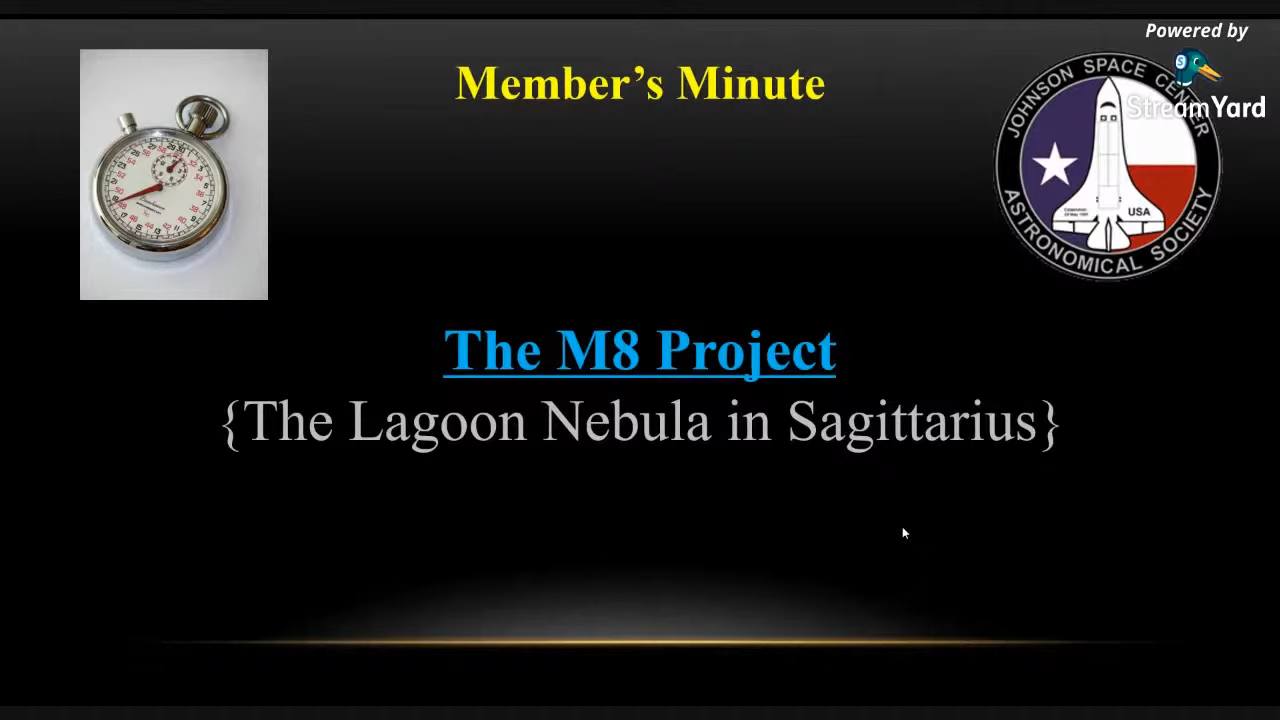 Powered by
StreamYard
Member's Minute
JOHNSON SPACE CENTER
ASTRONOMICAL SOCIETY
USA
The M8 Project
{The Lagoon Nebula in Sagittarius}